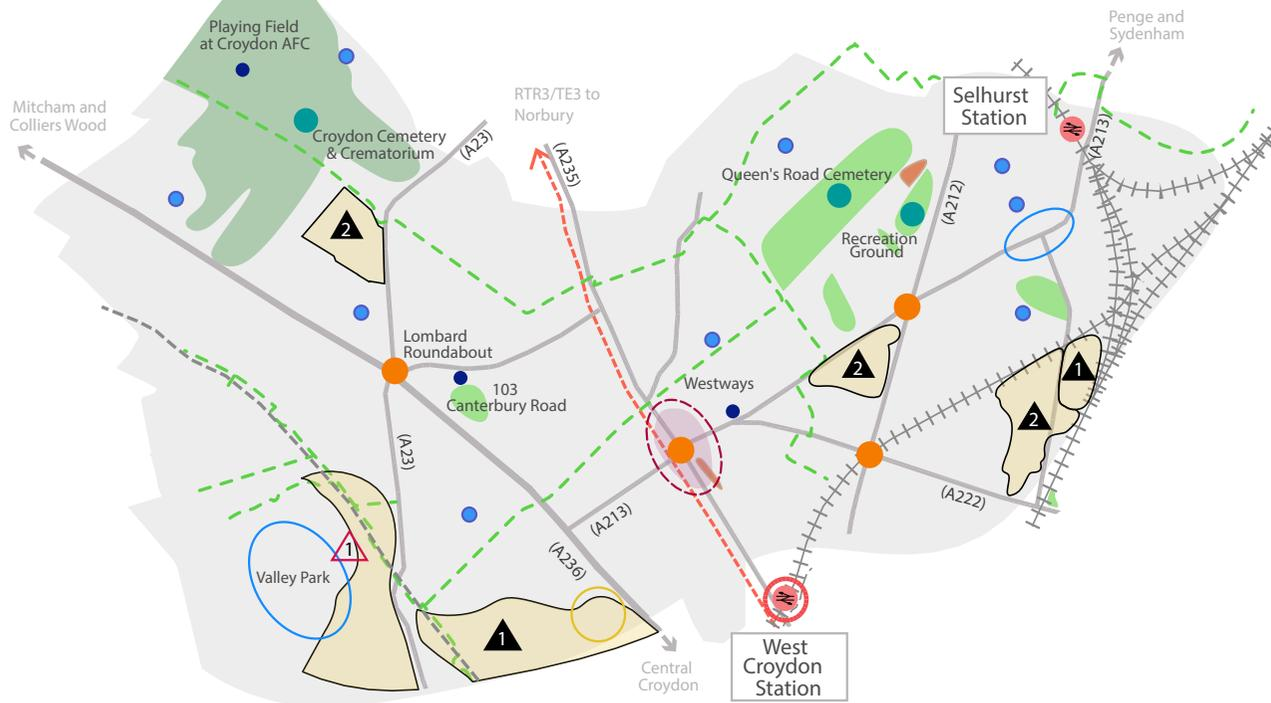 Playing Field
at Croydon AFC
Penge and
Sydenham
Mitcham and
Colliers Wood
RTR3/TE3 to
Norbury
Selhurst
Station
Croydon Cemetery
& Crematorium
(A23)
(A235)
(A213)
Queen's Road Cemetery
(A212)
Recreation
Ground
2
Lombard
Roundabout
103
Canterbury Road
Westways
2
1
2
(A23)
(A222)
(A213)
(A236)
1
Valley Park
1
Central
Croydon
West
Croydon
Station